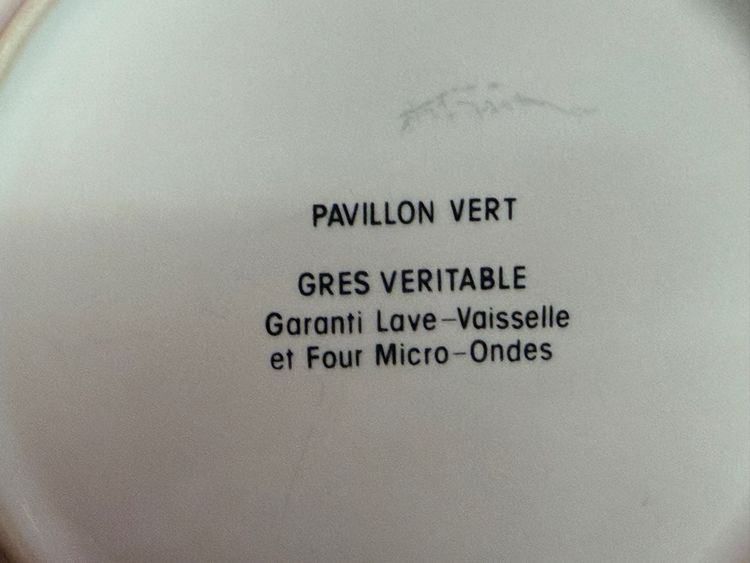 PAVILLON VERT
GRES VERITABLE
Garanti Lave-Vaisselle
et Four Micro-Ondes